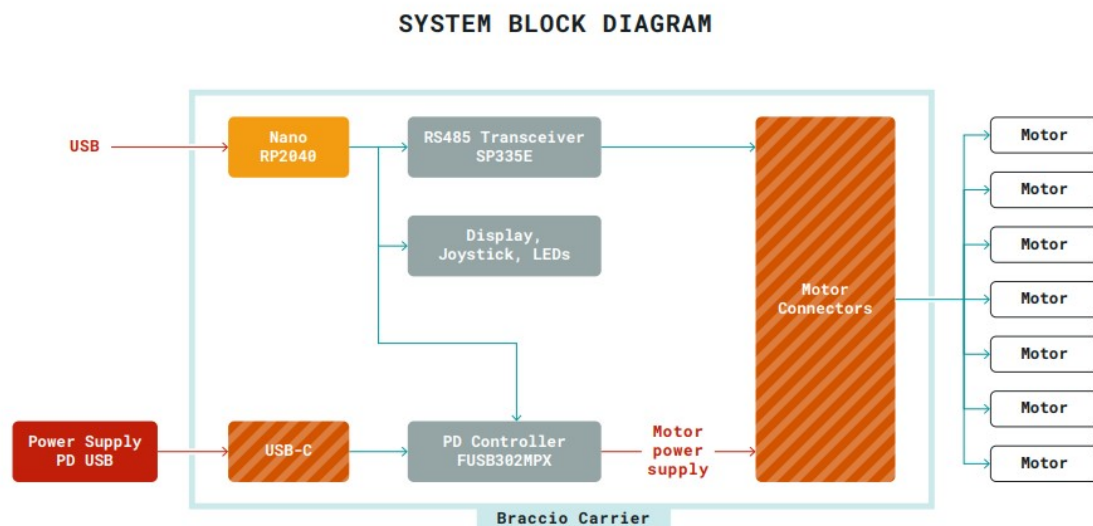 SYSTEM BLOCK DIAGRAM
USB
Nano
RP2040
RS485 Transceiver
SP335E
Display,
Joystick, LEDs
Motor
Connectors
Motor
Motor
Motor
Motor
Motor
Motor
Motor
Power Supply
PD USB
USB-C
PD Controller
FUSB302MPX
Motor
power
supply
Braccio Carrier